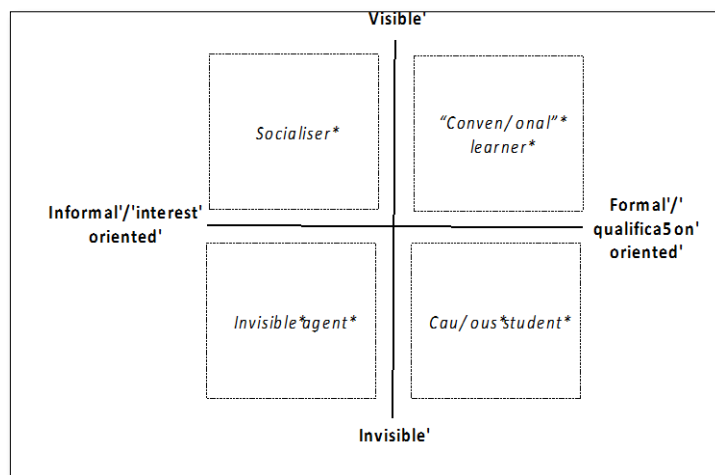 Visible'
Socialiser*
“Conven/onal”*
learner*
Informal'/'interest'
oriented'
Formal'/'
qualifica5on'
oriented'
Invisible*agent*
Cau/ous*student*
Invisible'